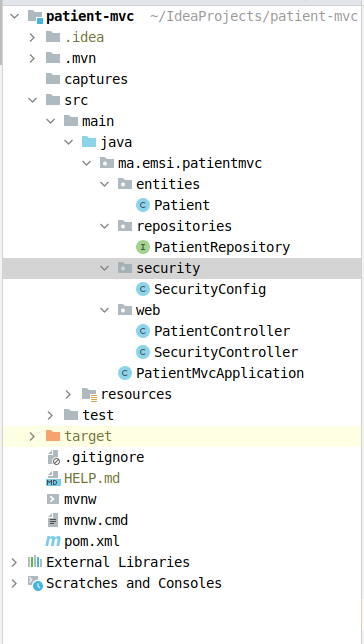 patient-mvc ~/IdeaProjects/patient-mvc
.idea
.mvn
captures
src
main
java
ma.emsi.patientmvc
entities
C Patient
repositories
I PatientRepository
security
C SecurityConfig
web
C PatientController
C SecurityController
C PatientMvcApplication
resources
test
target
.gitignore
MD HELP.md
mvnw
mvnw.cmd
m pom.xml
External Libraries
Scratches and Consoles